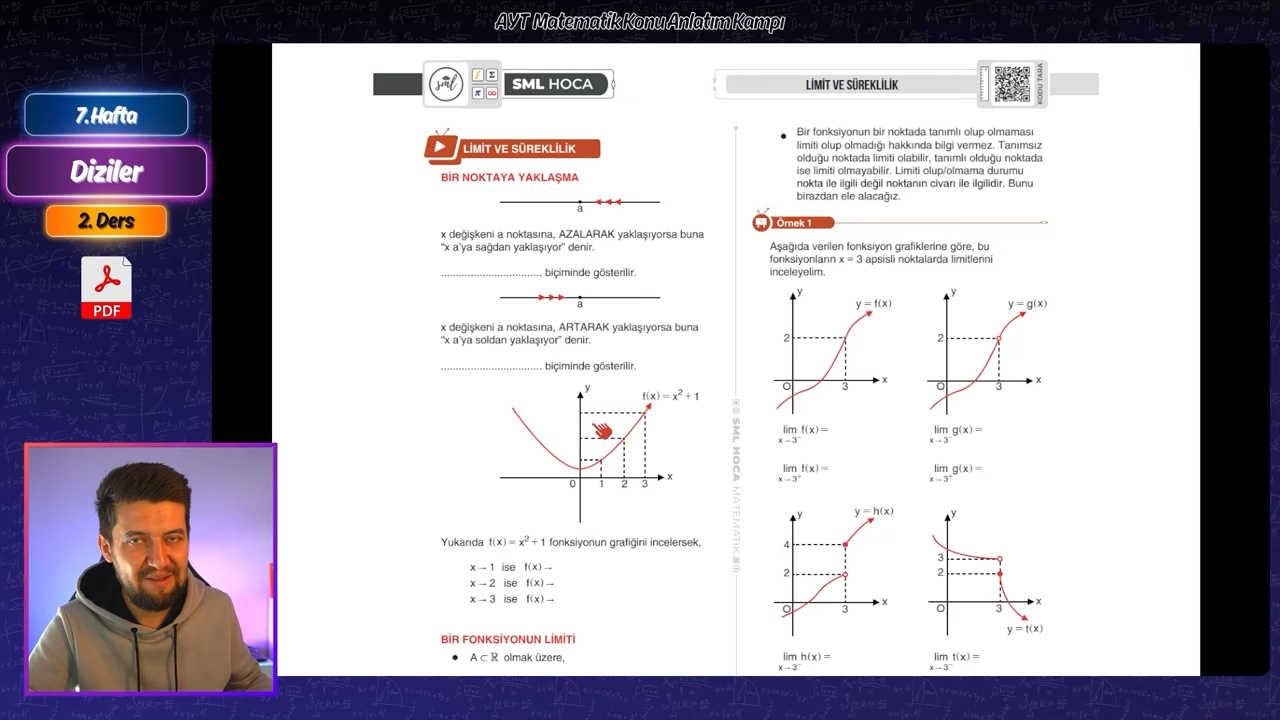 AYT Matematik Konu Anlatım Kampı
7.Hafta
Diziler
2. Ders
PDF
sml
f Σ
π ∞
SML HOCA
LİMİT VE SÜREKLİLİK
KODU TARA
LİMİT VE SÜREKLİLİK
BİR NOKTAYA YAKLAŞMA
a
x değişkeni a noktasına, AZALARAK yaklaşıyorsa buna
"x a'ya sağdan yaklaşıyor" denir.
.................................. biçiminde gösterilir.
a
x değişkeni a noktasına, ARTARAK yaklaşıyorsa buna
"x a'ya soldan yaklaşıyor" denir.
.................................. biçiminde gösterilir.
y
f(x) = x² + 1
0 1 2 3 x
Yukarıda f(x) = x² + 1 fonksiyonun grafiğini incelersek,
x → 1 ise f(x) →
x → 2 ise f(x) →
x → 3 ise f(x) →
BİR FONKSİYONUN LİMİTİ
• A ⊂ ℝ olmak üzere,
SML HOCA MATEMATİK
• Bir fonksiyonun bir noktada tanımlı olup olmaması
limiti olup olmadığı hakkında bilgi vermez. Tanımsız
olduğu noktada limiti olabilir, tanımlı olduğu noktada
ise limiti olmayabilir. Limiti olup/olmama durumu
nokta ile ilgili değil noktanın civarı ile ilgilidir. Bunu
birazdan ele alacağız.
Örnek 1
Aşağıda verilen fonksiyon grafiklerine göre, bu
fonksiyonların x = 3 apsisli noktalarda limitlerini
inceleyelim.
y
y = f(x)
2
O 3 x
y
y = g(x)
2
O 3 x
lim f(x) =
x → 3⁻
lim g(x) =
x → 3⁻
lim f(x) =
x → 3⁺
lim g(x) =
x → 3⁺
y
y = h(x)
4
2
O 3 x
y
3
2
O 3 x
y = t(x)
lim h(x) =
x → 3⁻
lim t(x) =
x → 3⁻